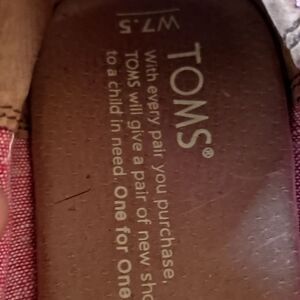 W7.5
TOMS®
With every pair you purchase,
TOMS will give a pair of new sho
to a child in need. One for One